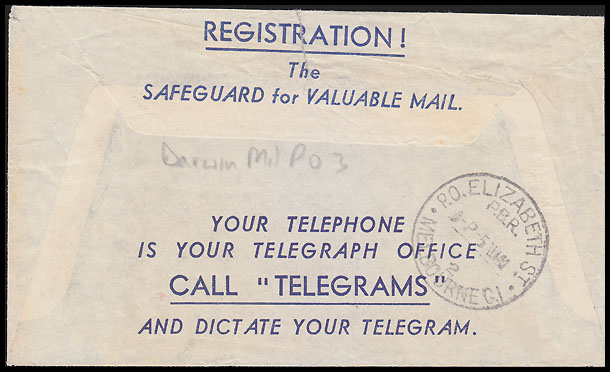 REGISTRATION!
The
SAFEGUARD for VALUABLE MAIL.
Darwin Mil P O 3
YOUR TELEPHONE
IS YOUR TELEGRAPH OFFICE
CALL "TELEGRAMS"
AND DICTATE YOUR TELEGRAM.
P.O. ELIZABETH ST.
P.B.R.
MELBOURNE C.1